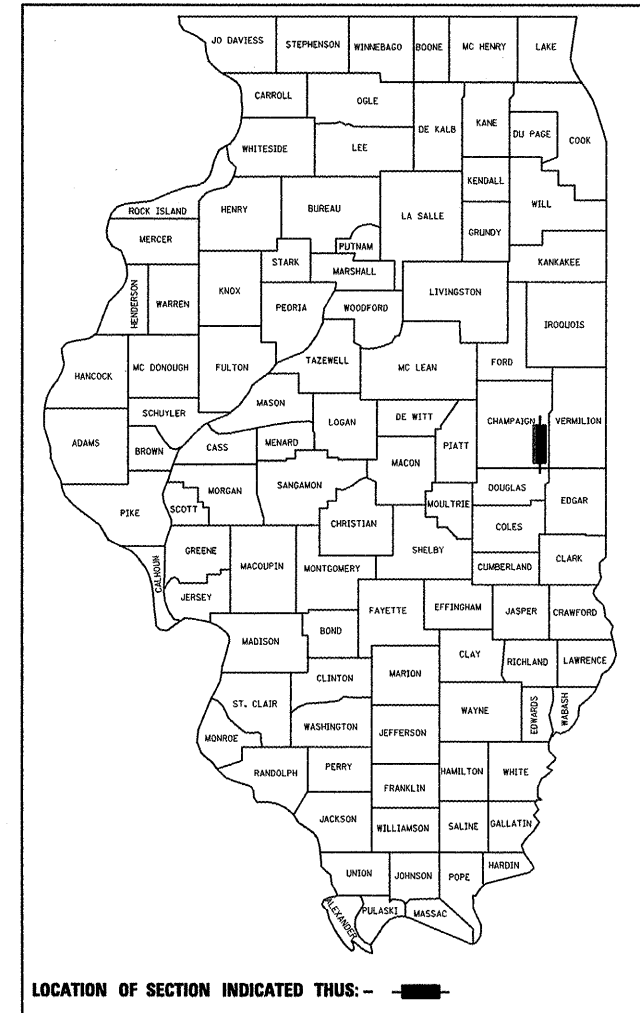 JO DAVIESS STEPHENSON WINNEBAGO BOONE MC HENRY LAKE
CARROLL OGLE DE KALB KANE DU PAGE COOK
WHITESIDE LEE
KENDALL
ROCK ISLAND HENRY BUREAU LA SALLE GRUNDY WILL
MERCER PUTNAM
STARK MARSHALL KANKAKEE
HENDERSON WARREN KNOX PEORIA WOODFORD LIVINGSTON IROQUOIS
HANCOCK MC DONOUGH FULTON TAZEWELL MC LEAN FORD
SCHUYLER MASON LOGAN DE WITT CHAMPAIGN VERMILION
ADAMS BROWN CASS MENARD MACON PIATT
PIKE SCOTT MORGAN SANGAMON MOULTRIE DOUGLAS EDGAR
CHRISTIAN COLES
CALHOUN GREENE MACOUPIN MONTGOMERY SHELBY CUMBERLAND CLARK
JERSEY FAYETTE EFFINGHAM JASPER CRAWFORD
MADISON BOND CLAY RICHLAND LAWRENCE
CLINTON MARION
ST. CLAIR WAYNE EDWARDS WABASH
MONROE WASHINGTON JEFFERSON
RANDOLPH PERRY FRANKLIN HAMILTON WHITE
JACKSON WILLIAMSON SALINE GALLATIN
UNION JOHNSON POPE HARDIN
ALEXANDER PULASKI MASSAC
LOCATION OF SECTION INDICATED THUS: –